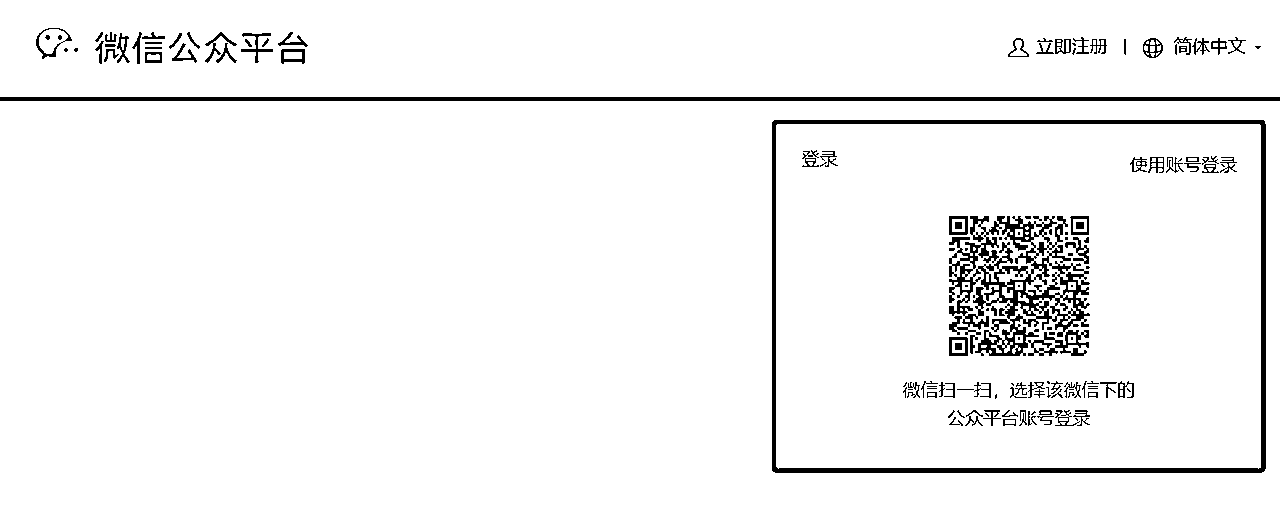 微信公众平台
立即注册 | 简体中文
登录
使用账号登录
微信扫一扫，选择该微信下的
公众平台账号登录